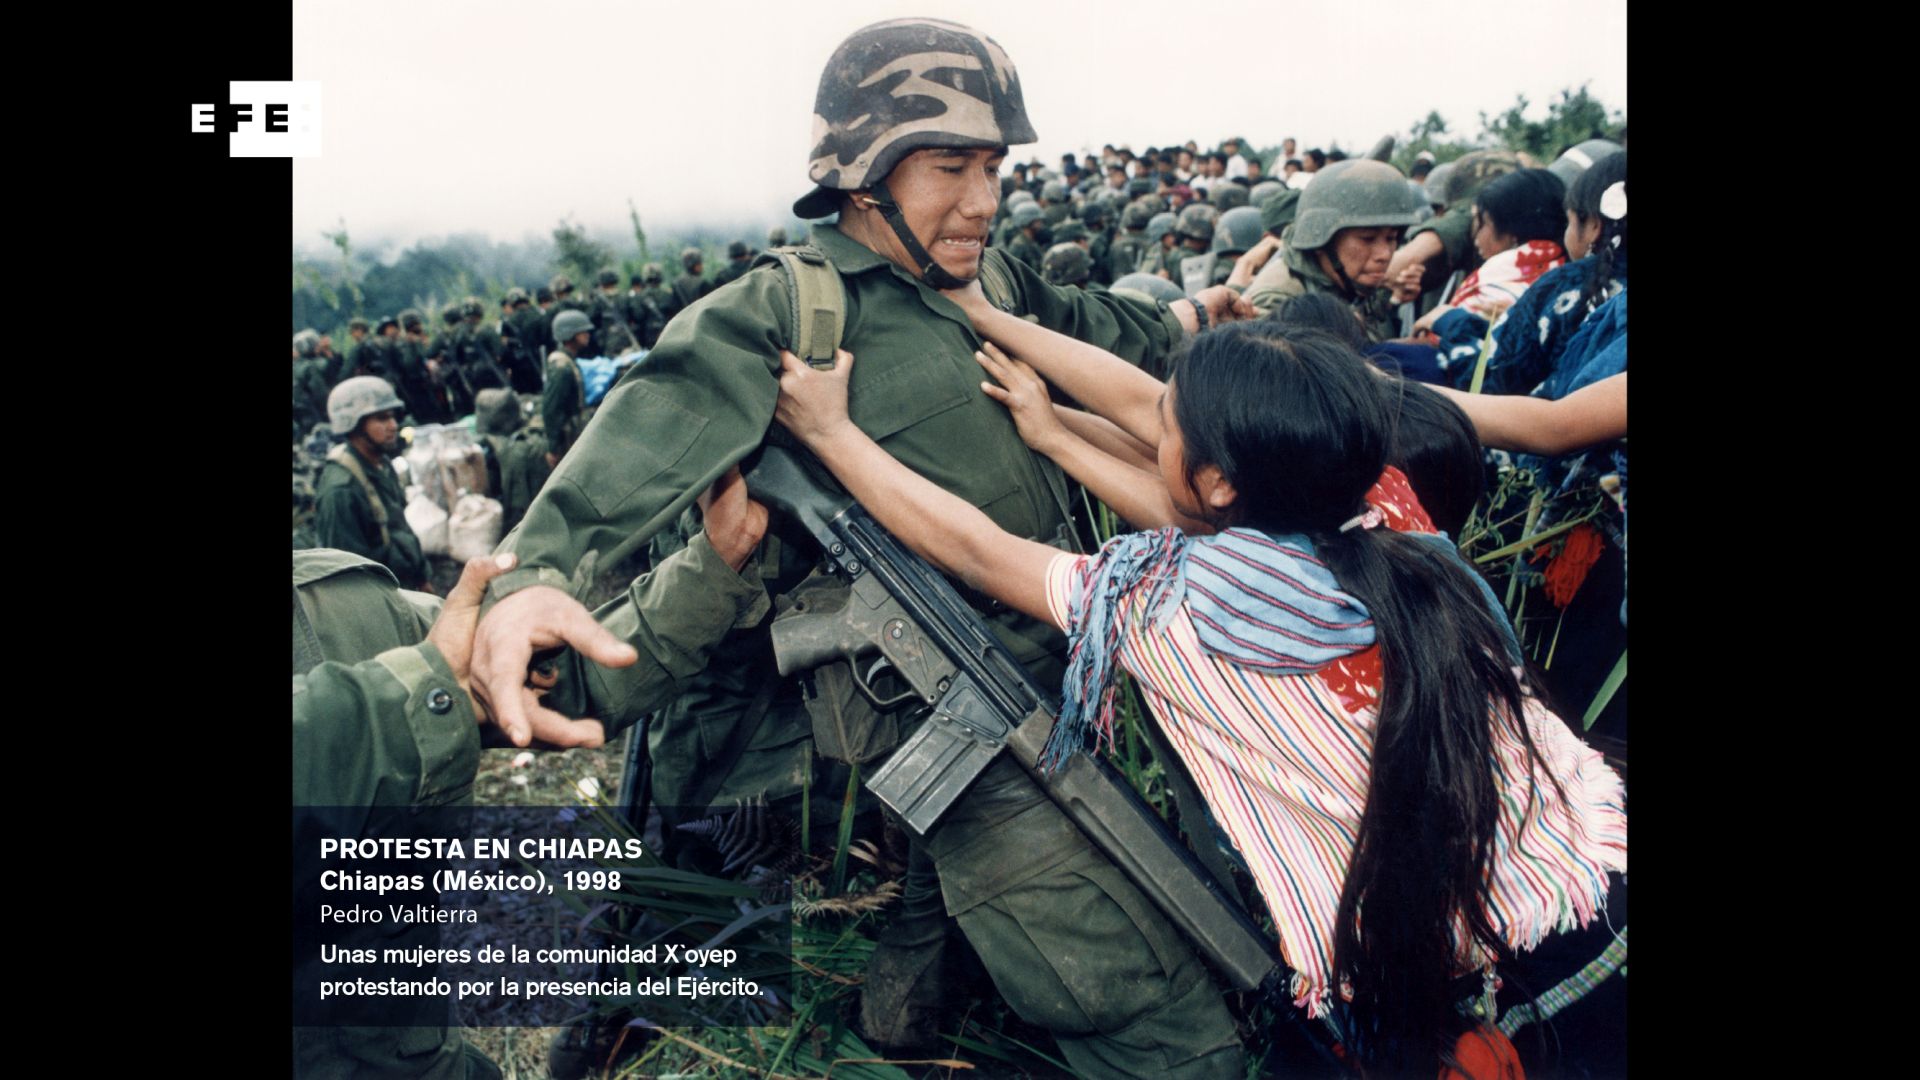 EFE
PROTESTA EN CHIAPAS
Chiapas (México), 1998
Pedro Valtierra
Unas mujeres de la comunidad X`oyep
protestando por la presencia del Ejército.